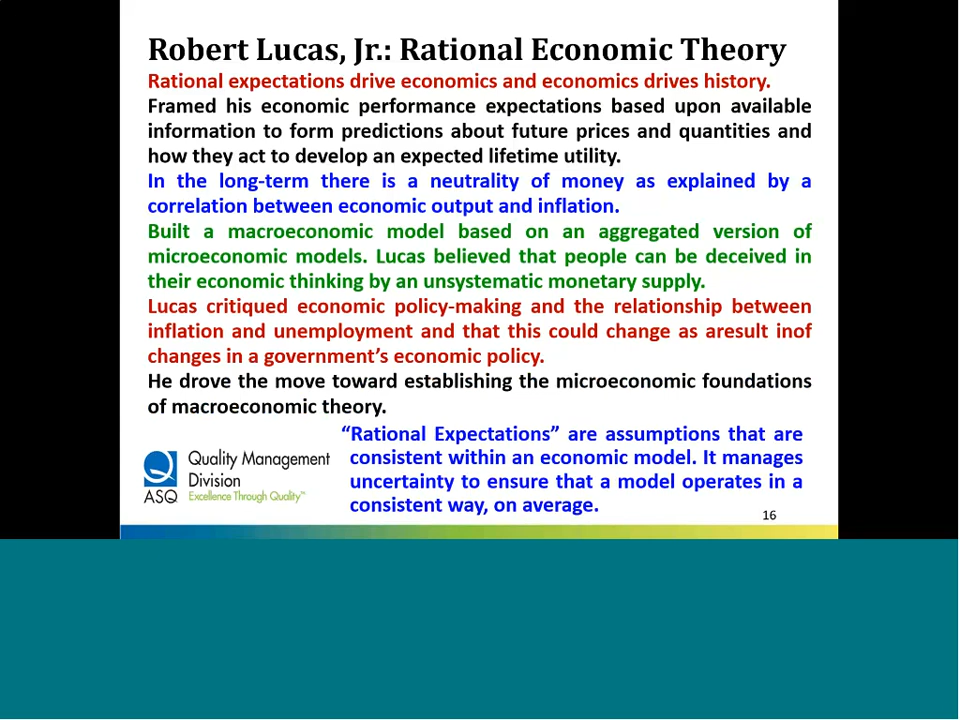 Robert Lucas, Jr.: Rational Economic Theory
Rational expectations drive economics and economics drives history.
Framed his economic performance expectations based upon available
information to form predictions about future prices and quantities and
how they act to develop an expected lifetime utility.
In the long-term there is a neutrality of money as explained by a
correlation between economic output and inflation.
Built a macroeconomic model based on an aggregated version of
microeconomic models. Lucas believed that people can be deceived in
their economic thinking by an unsystematic monetary supply.
Lucas critiqued economic policy-making and the relationship between
inflation and unemployment and that this could change as aresult inof
changes in a government’s economic policy.
He drove the move toward establishing the microeconomic foundations
of macroeconomic theory.
“Rational Expectations” are assumptions that are
consistent within an economic model. It manages
uncertainty to ensure that a model operates in a
consistent way, on average.
Quality Management
Division
ASQ Excellence Through Quality™
16